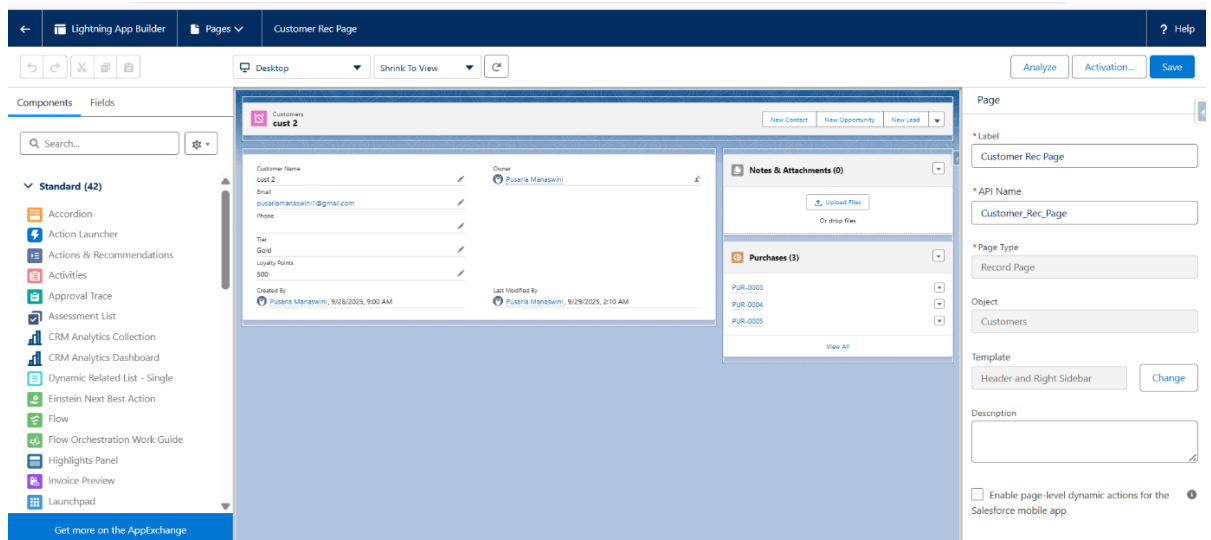 Lightning App Builder
Pages
Customer Rec Page
? Help
Desktop
Shrink To View
Analyze
Activation...
Save
Components
Fields
Search...
Standard (42)
Accordion
Action Launcher
Actions & Recommendations
Activities
Approval Trace
Assessment List
CRM Analytics Collection
CRM Analytics Dashboard
Dynamic Related List - Single
Einstein Next Best Action
Flow
Flow Orchestration Work Guide
Highlights Panel
Invoice Preview
Launchpad
Get more on the AppExchange
Customers
cust 2
New Contact
New Opportunity
New Lead
Customer Name
cust 2
Owner
Pusarla Manaswini
Email
pusarlamanaswini1@gmail.com
Phone
Tier
Gold
Loyalty Points
500
Created By
Pusarla Manaswini, 9/28/2025, 9:00 AM
Last Modified By
Pusarla Manaswini, 9/29/2025, 2:10 AM
Notes & Attachments (0)
Upload Files
Or drop files
Purchases (3)
PUR-0003
PUR-0004
PUR-0005
View All
Page
*Label
Customer Rec Page
*API Name
Customer_Rec_Page
*Page Type
Record Page
Object
Customers
Template
Header and Right Sidebar
Change
Description
Enable page-level dynamic actions for the
Salesforce mobile app